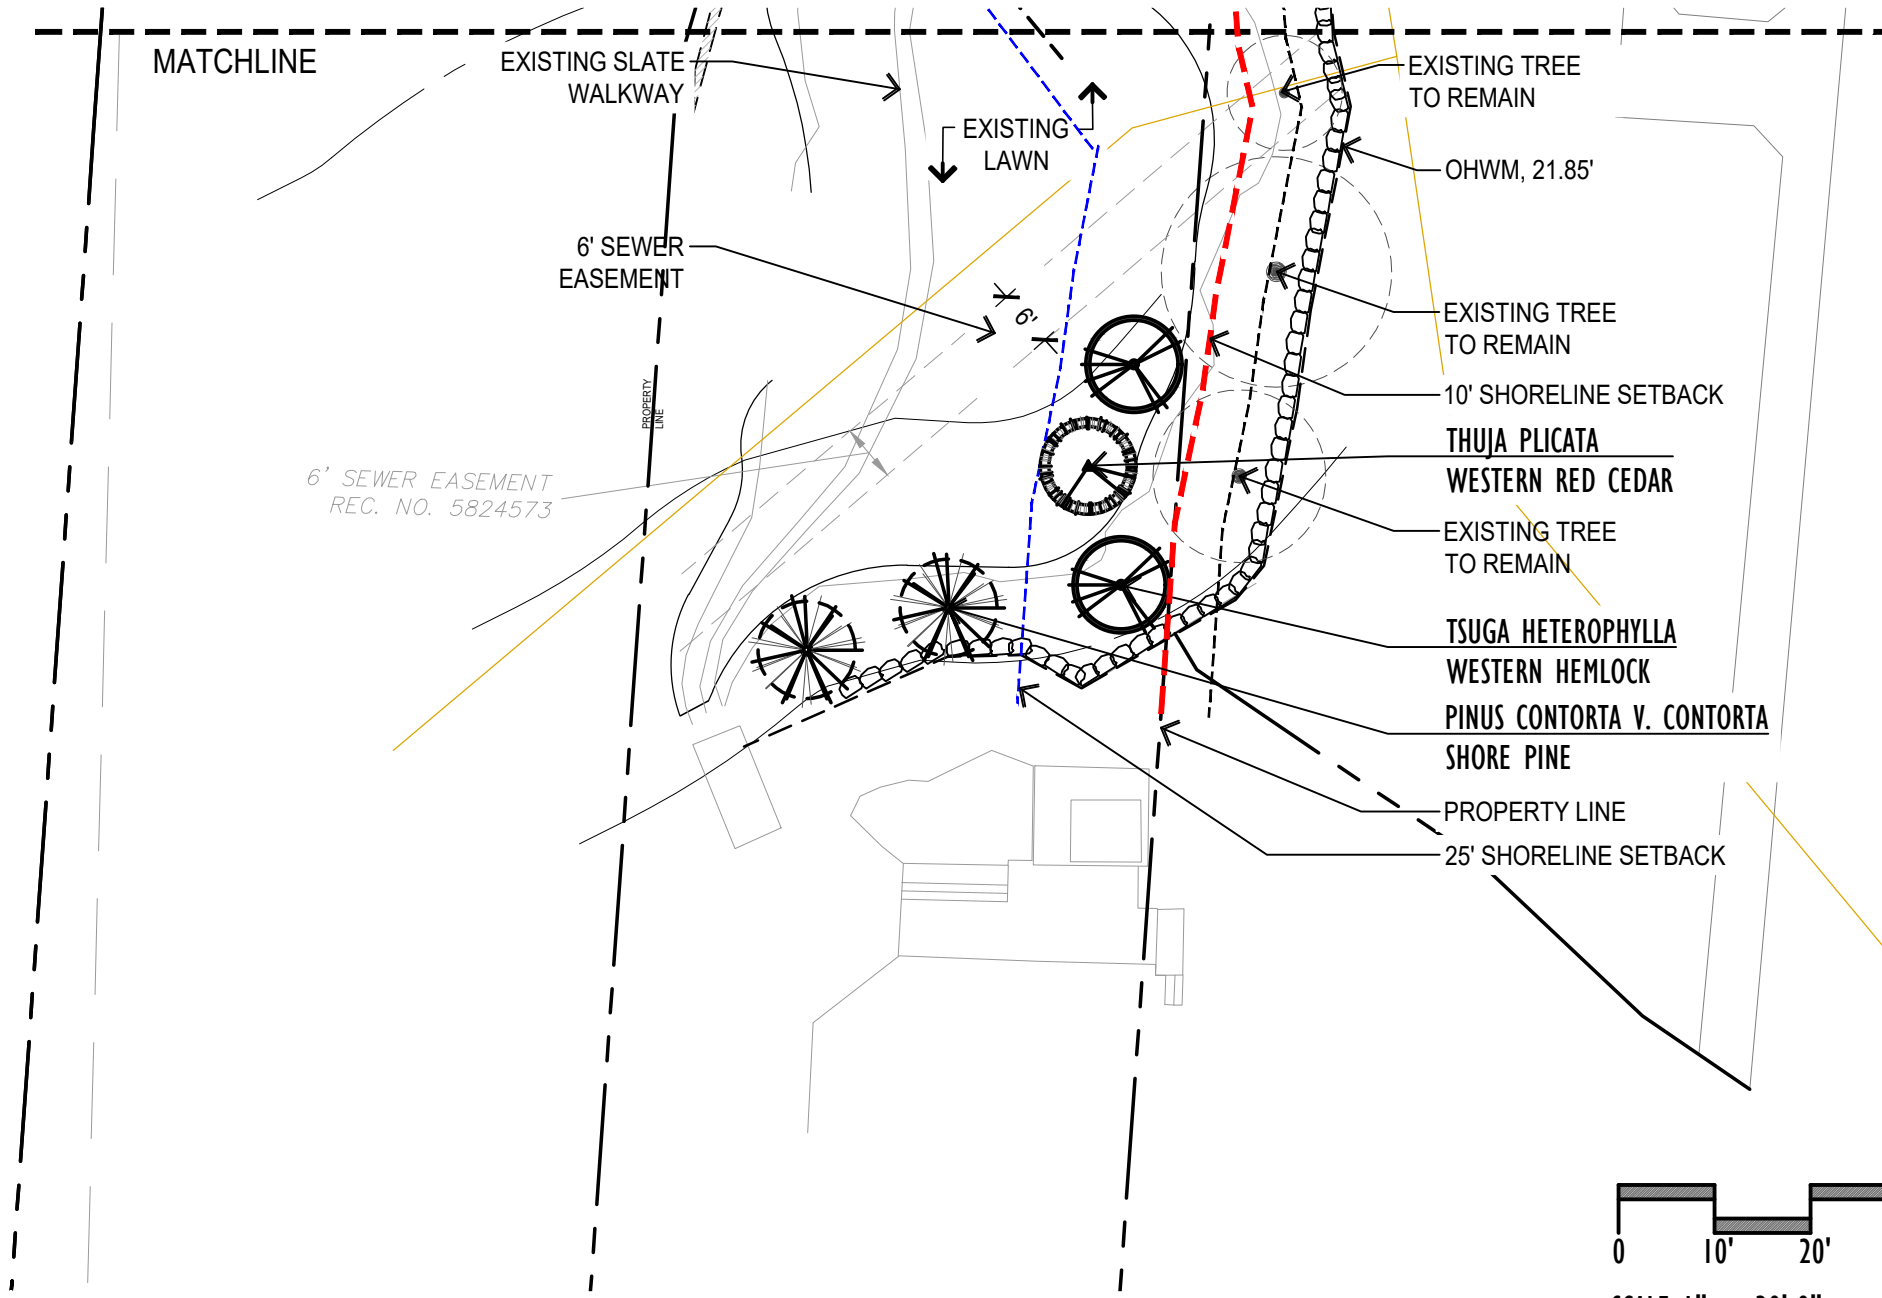 MATCHLINE
EXISTING SLATE
WALKWAY
EXISTING
LAWN
EXISTING TREE
TO REMAIN
OHWM, 21.85'
6' SEWER
EASEMENT
6'
EXISTING TREE
TO REMAIN
10' SHORELINE SETBACK
PROPERTY
LINE
THUJA PLICATA
WESTERN RED CEDAR
6' SEWER EASEMENT
REC. NO. 5824573
EXISTING TREE
TO REMAIN
TSUGA HETEROPHYLLA
WESTERN HEMLOCK
PINUS CONTORTA V. CONTORTA
SHORE PINE
PROPERTY LINE
25' SHORELINE SETBACK
0 10' 20'